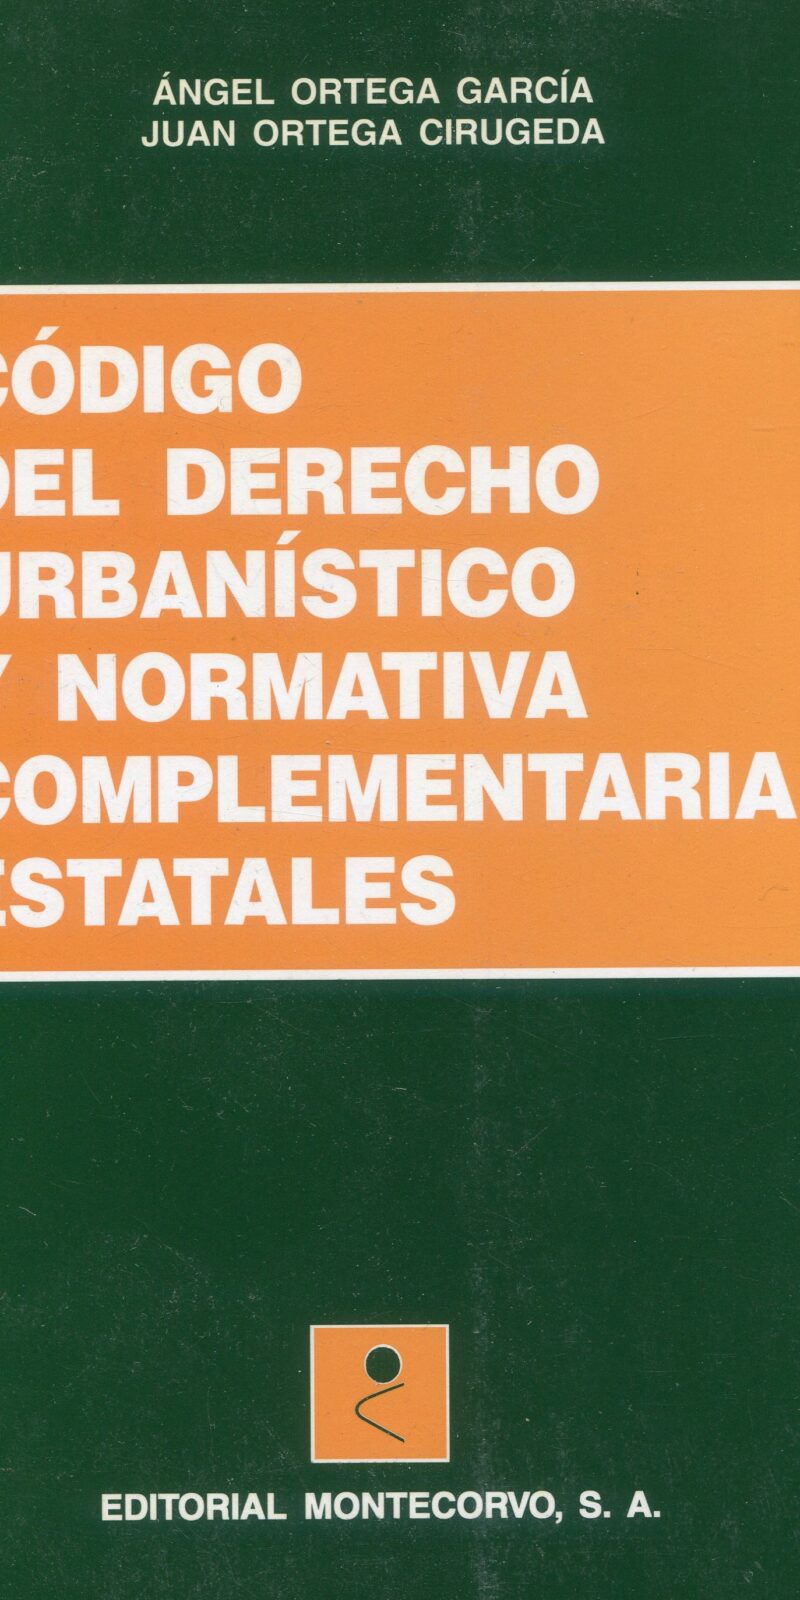 ÁNGEL ORTEGA GARCÍA
JUAN ORTEGA CIRUGEDA
CÓDIGO
DEL DERECHO
URBANÍSTICO
Y NORMATIVA
COMPLEMENTARIA
ESTATALES
EDITORIAL MONTECORVO, S. A.